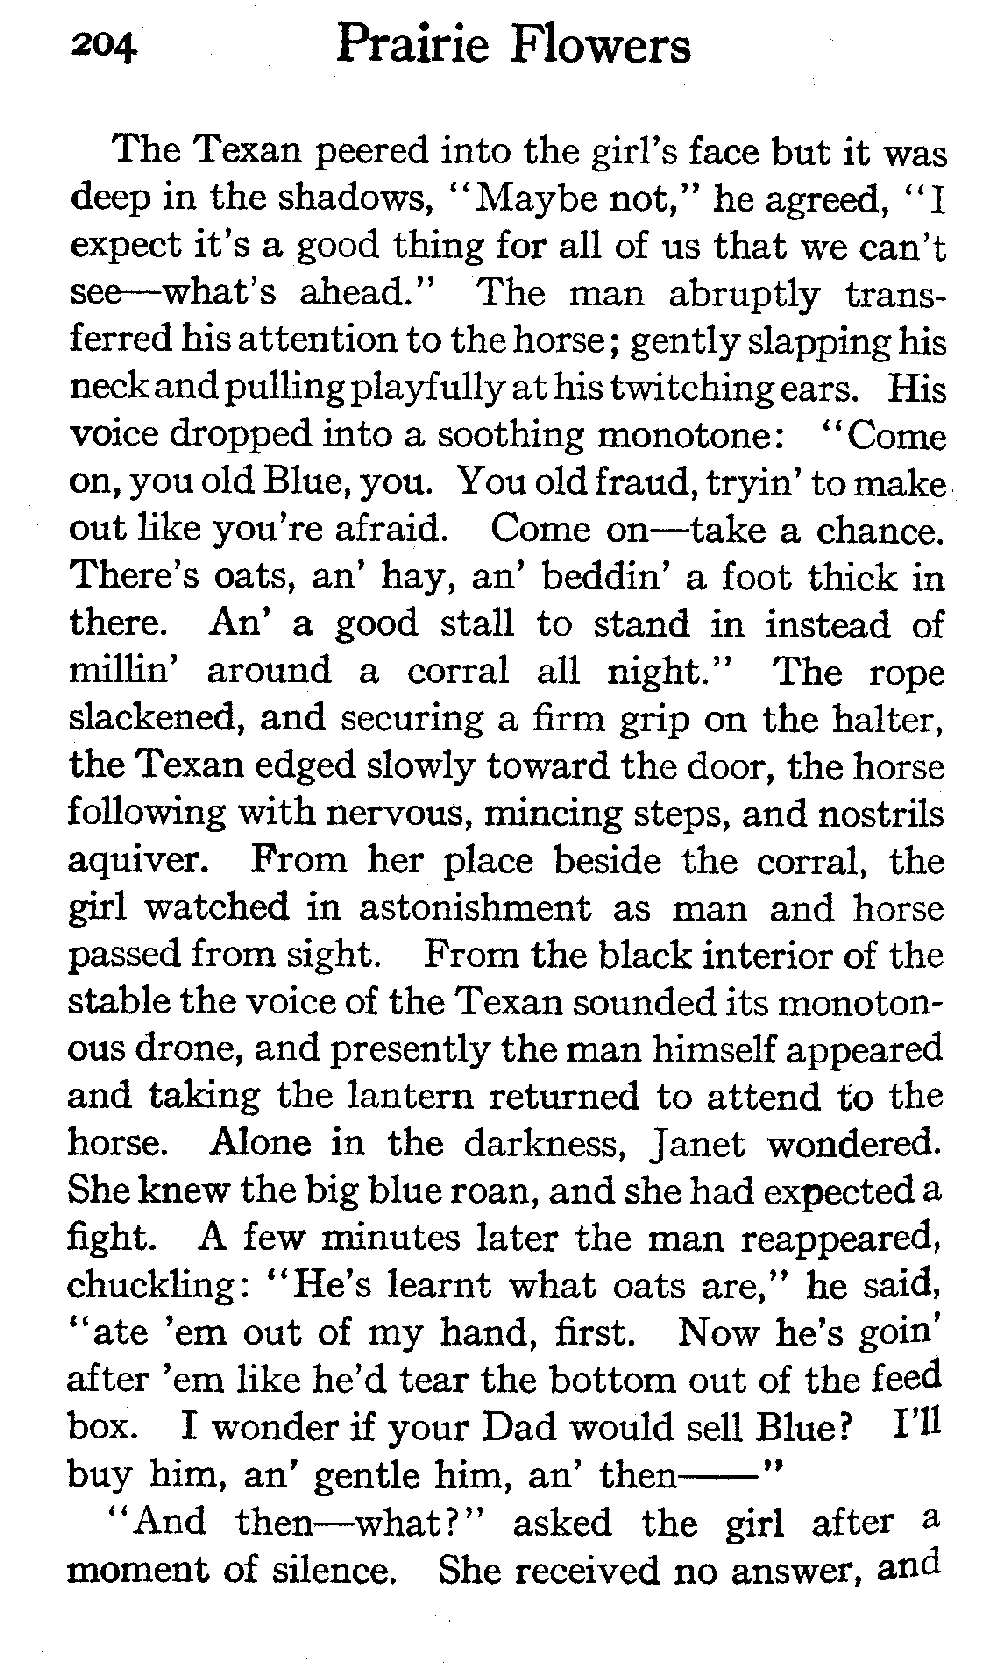 204 Prairie Flowers
The Texan peered into the girl's face but it was
deep in the shadows, "Maybe not," he agreed, "I
expect it's a good thing for all of us that we can't
see—what's ahead." The man abruptly trans-
ferred his attention to the horse; gently slapping his
neck and pulling playfully at his twitching ears. His
voice dropped into a soothing monotone: "Come
on, you old Blue, you. You old fraud, tryin' to make
out like you're afraid. Come on—take a chance.
There's oats, an' hay, an' beddin' a foot thick in
there. An' a good stall to stand in instead of
millin' around a corral all night." The rope
slackened, and securing a firm grip on the halter,
the Texan edged slowly toward the door, the horse
following with nervous, mincing steps, and nostrils
aquiver. From her place beside the corral, the
girl watched in astonishment as man and horse
passed from sight. From the black interior of the
stable the voice of the Texan sounded its monoton-
ous drone, and presently the man himself appeared
and taking the lantern returned to attend to the
horse. Alone in the darkness, Janet wondered.
She knew the big blue roan, and she had expected a
fight. A few minutes later the man reappeared,
chuckling: "He's learnt what oats are," he said,
"ate 'em out of my hand, first. Now he's goin'
after 'em like he'd tear the bottom out of the feed
box. I wonder if your Dad would sell Blue? I'll
buy him, an' gentle him, an' then——"
"And then—what?" asked the girl after a
moment of silence. She received no answer, and